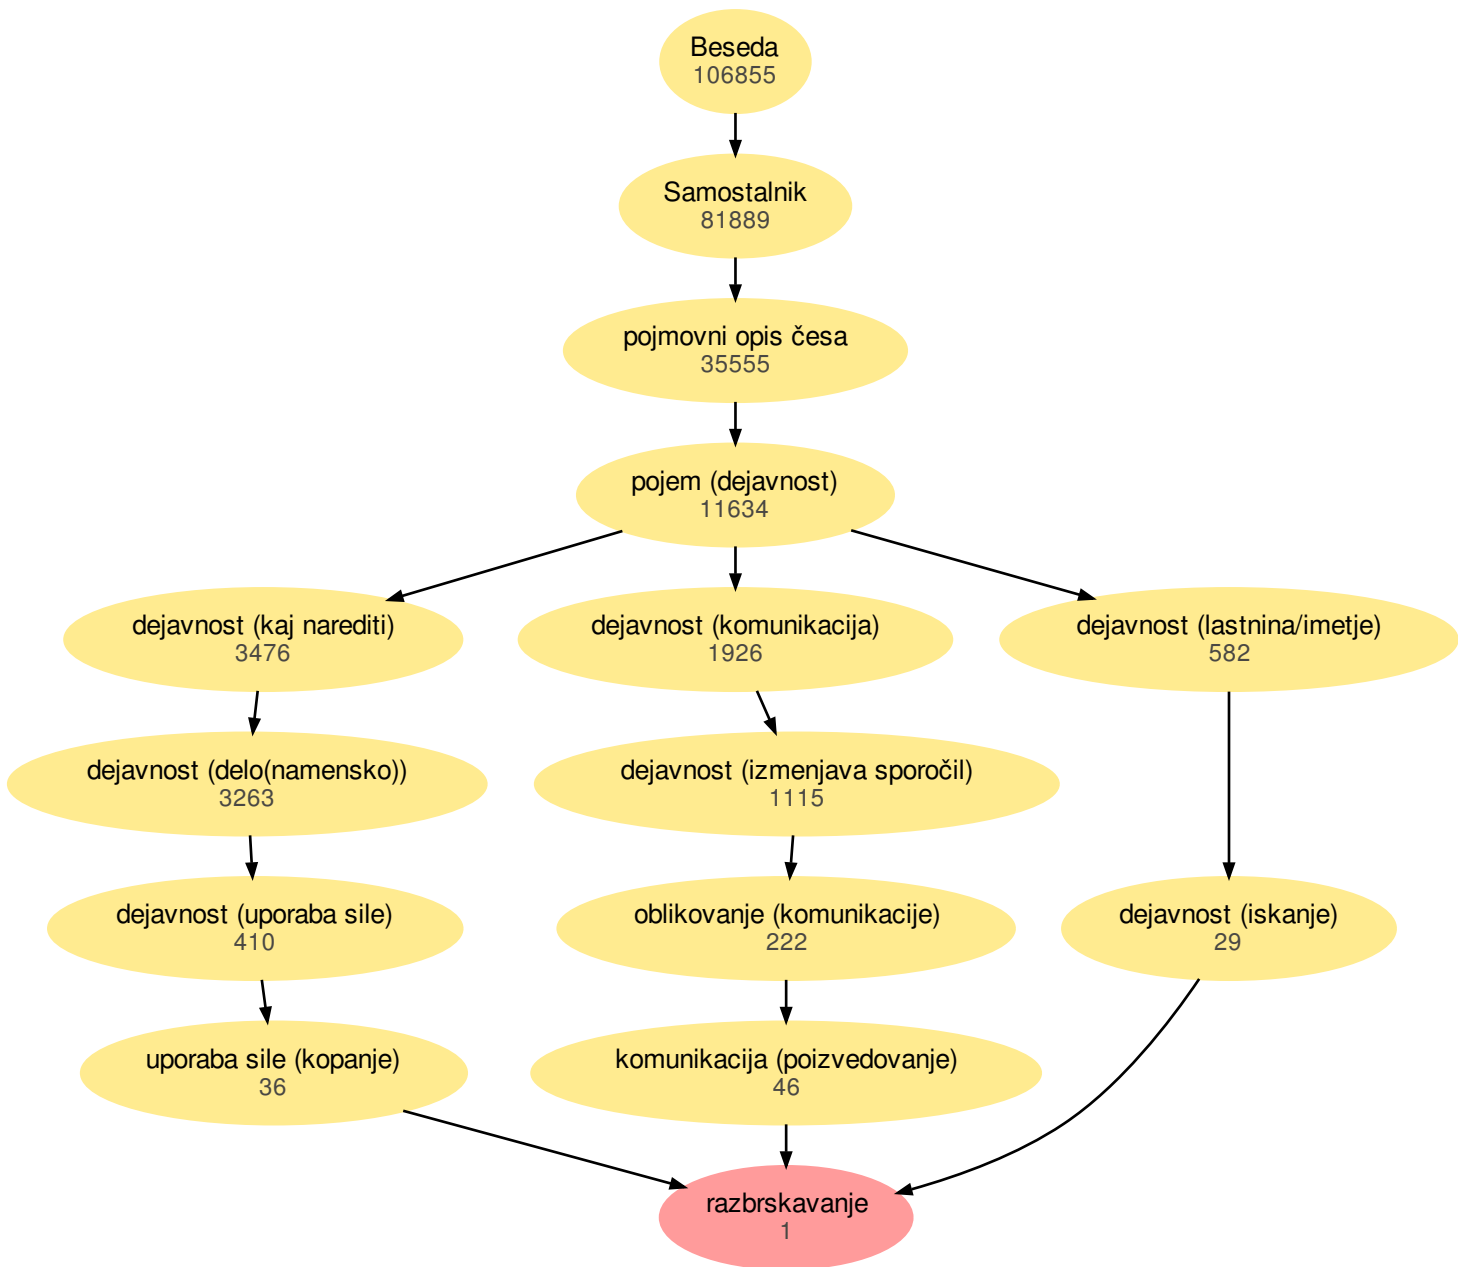 Beseda
106855
Samostalnik
81889
pojmovni opis česa
35555
pojem (dejavnost)
11634
dejavnost (kaj narediti)
3476
dejavnost (komunikacija)
1926
dejavnost (lastnina/imetje)
582
dejavnost (delo(namensko))
3263
dejavnost (izmenjava sporočil)
1115
dejavnost (uporaba sile)
410
oblikovanje (komunikacije)
222
dejavnost (iskanje)
29
uporaba sile (kopanje)
36
komunikacija (poizvedovanje)
46
razbrskavanje
1